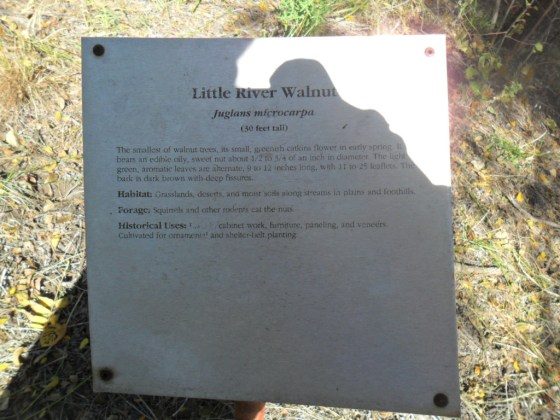 Little River Walnut
Juglans microcarpa
(30 feet tall)
The smallest of walnut trees, its small, greenish catkins flower in early spring. It
bears an edible oily, sweet nut about 1/2 to 3/4 of an inch in diameter. The light
green, aromatic leaves are alternate, 9 to 12 inches long, with 11 to 25 leaflets. The
bark is dark brown with deep fissures.
Habitat: Grasslands, deserts, and moist soils along streams in plains and foothills.
Forage: Squirrels and other rodents eat the nuts.
Historical Uses: cabinet work, furniture, paneling, and veneers.
Cultivated for ornamental and shelter-belt planting.